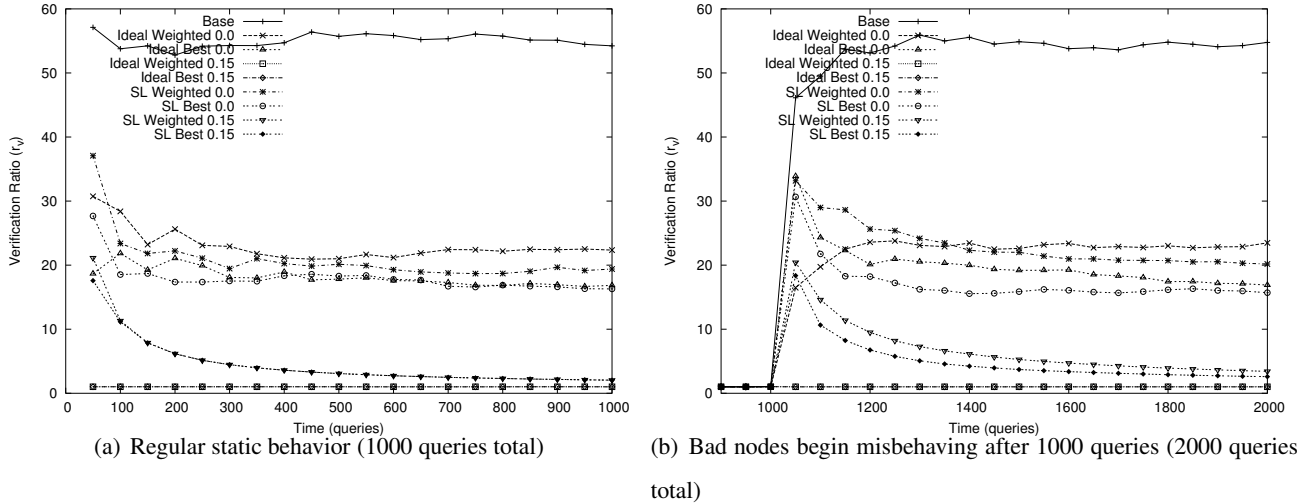 60
50
40
30
20
10
0
Verification Ratio (rᵥ)
Base
Ideal Weighted 0.0
Ideal Best 0.0
Ideal Weighted 0.15
Ideal Best 0.15
SL Weighted 0.0
SL Best 0.0
SL Weighted 0.15
SL Best 0.15
0 100 200 300 400 500 600 700 800 900 1000
Time (queries)
(a) Regular static behavior (1000 queries total)
60
50
40
30
20
10
0
Verification Ratio (rᵥ)
Base
Ideal Weighted 0.0
Ideal Best 0.0
Ideal Weighted 0.15
Ideal Best 0.15
SL Weighted 0.0
SL Best 0.0
SL Weighted 0.15
SL Best 0.15
1000 1200 1400 1600 1800 2000
Time (queries)
(b) Bad nodes begin misbehaving after 1000 queries (2000 queries
total)